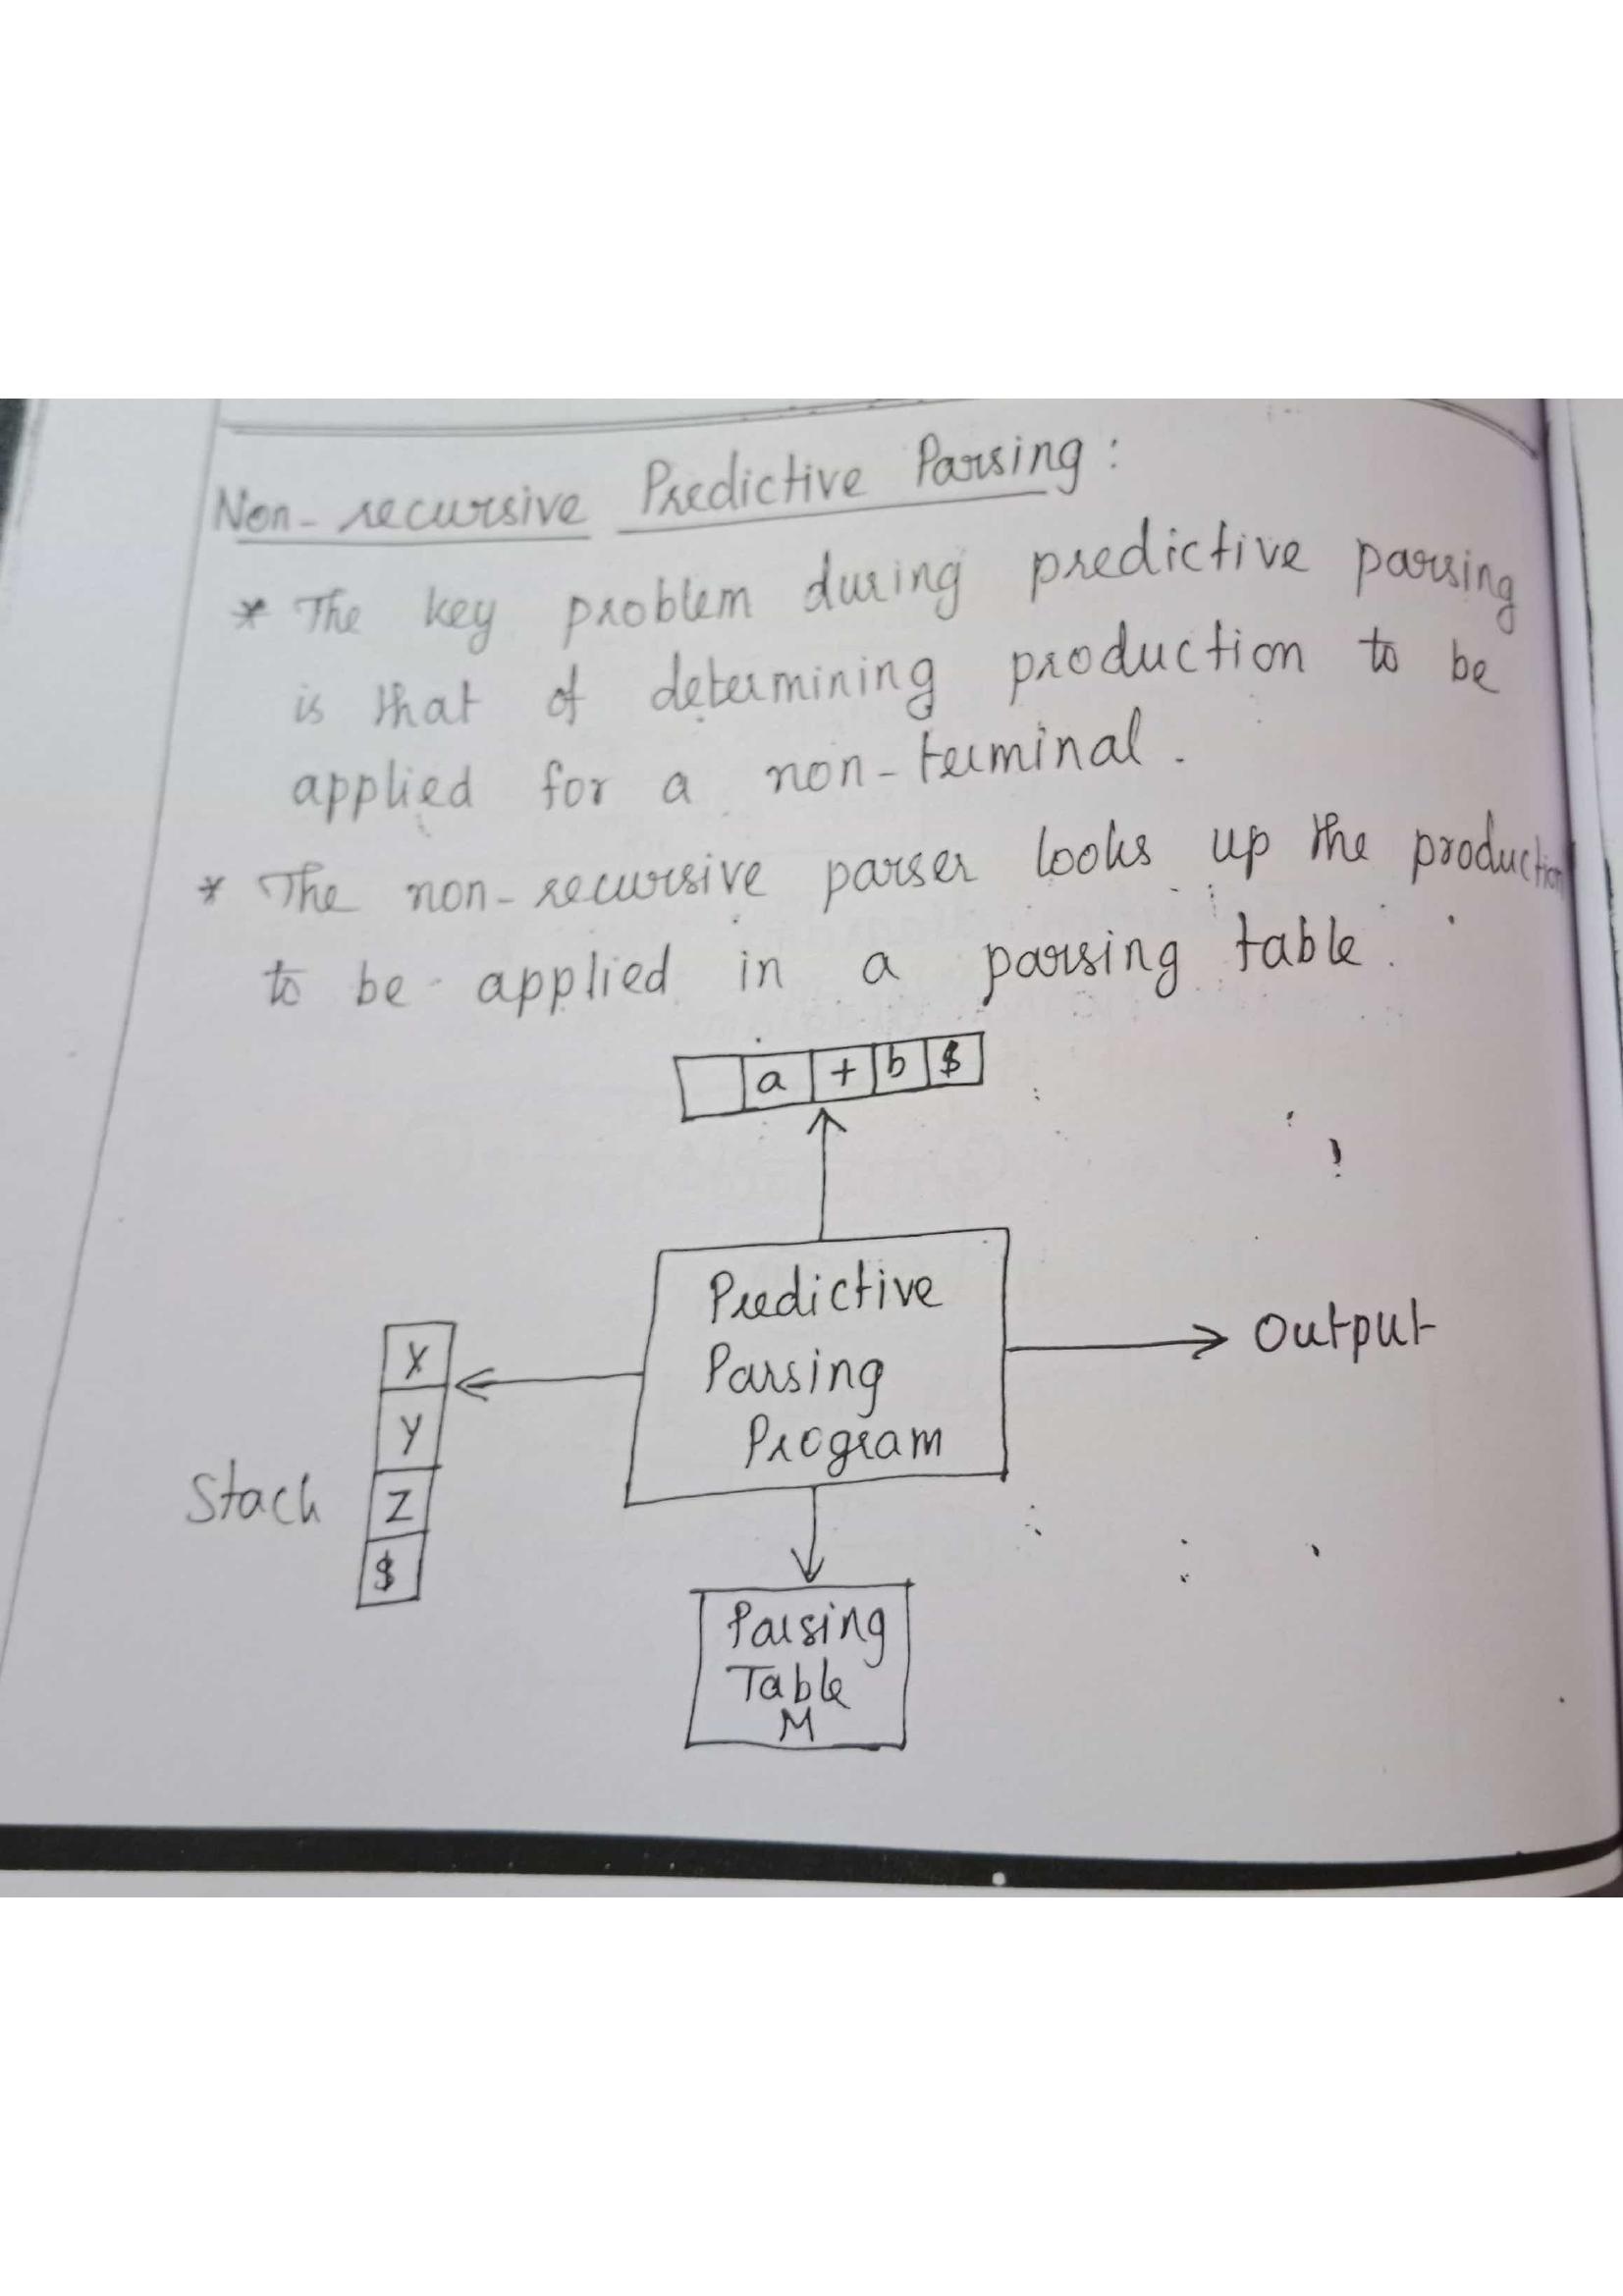 Non-recursive Predictive Parsing:
* The key problem during predictive parsing
is that of determining production to be
applied for a non-terminal.
* The non-recursive parser looks up the production
to be applied in a parsing table.
a + b $
Predictive
Parsing
Program
Output
X
Y
Stack
Z
$
Parsing
Table
M